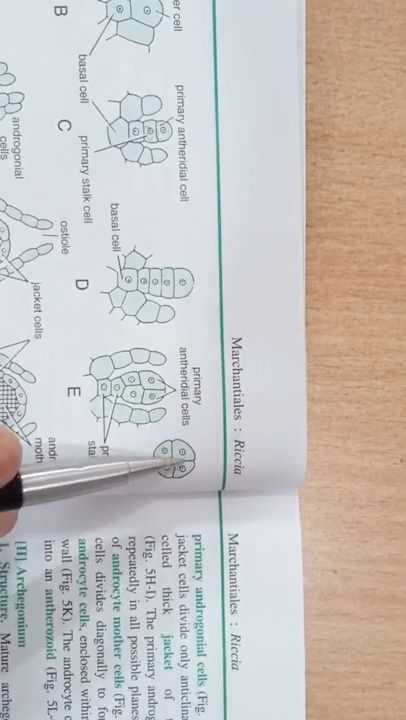 Marchantiales : Riccia
er cell
B
basal cell
primary antheridial cell
C
primary stalk cell
basal cell
D
primary
antheridial cells
E
pr
sta
androgonial
cells
ostiole
jacket cells
andr
moth
Marchantiales : Riccia
primary androgonial cells (Fig.
jacket cells divide only anticlina
celled thick jacket of
(Fig. 5H-I). The primary androg
repeatedly in all possible planes
of androcyte mother cells (Fig.
cells divides diagonally to for
androcyte cells, enclosed within
wall (Fig. 5K). The androcyte c
into an antherozoid (Fig. 5L-
[II] Archegonium
1. Structure. Mature archeg